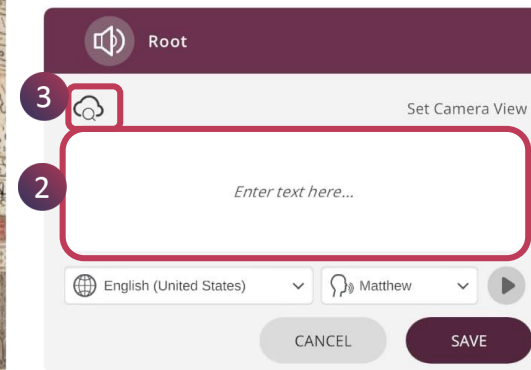 Root
3
Set Camera View
2
Enter text here...
English (United States)
Matthew
CANCEL
SAVE